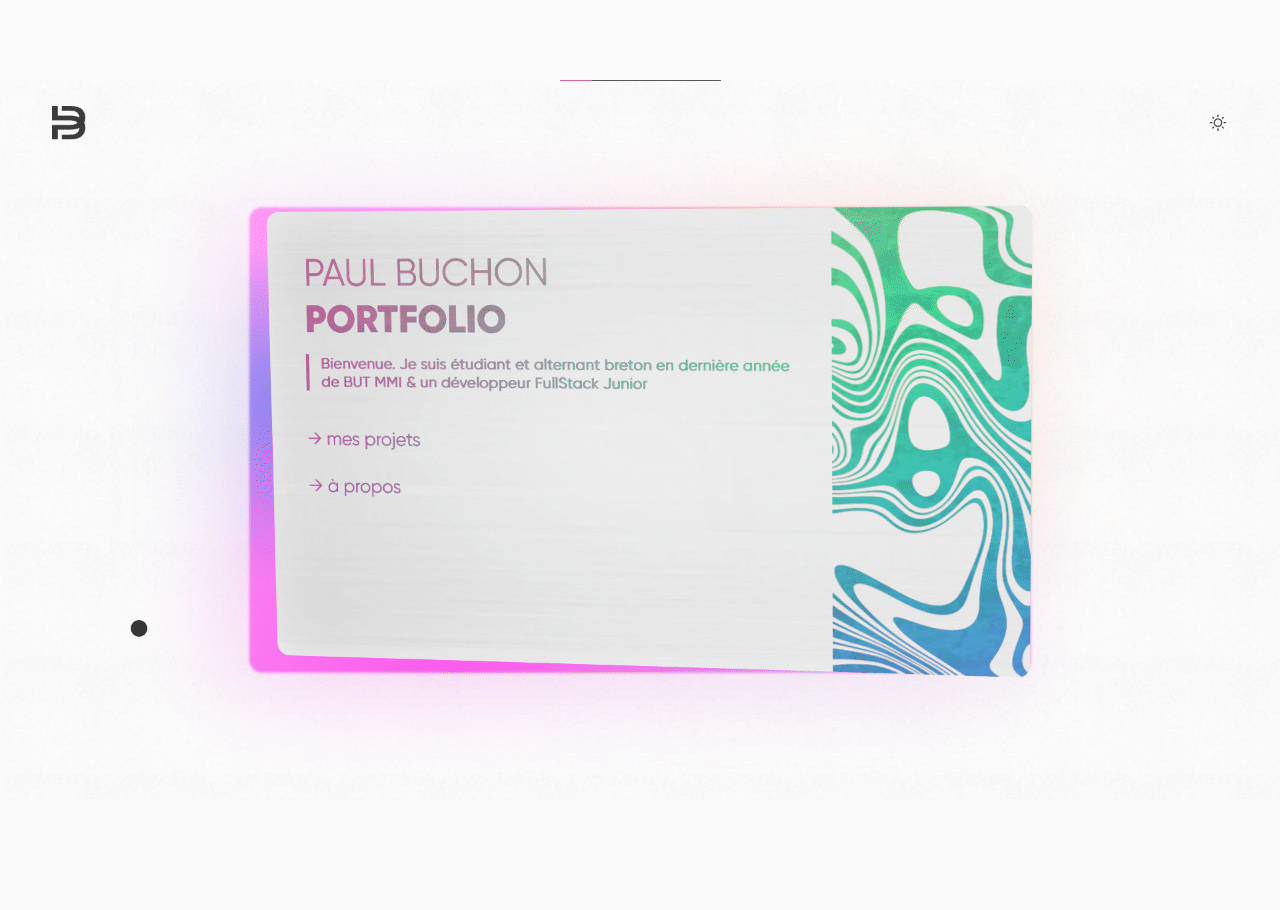 PAUL BUCHON
PORTFOLIO
Bienvenue. Je suis étudiant et alternant breton en dernière année
de BUT MMI & un développeur FullStack Junior
→ mes projets
→ à propos